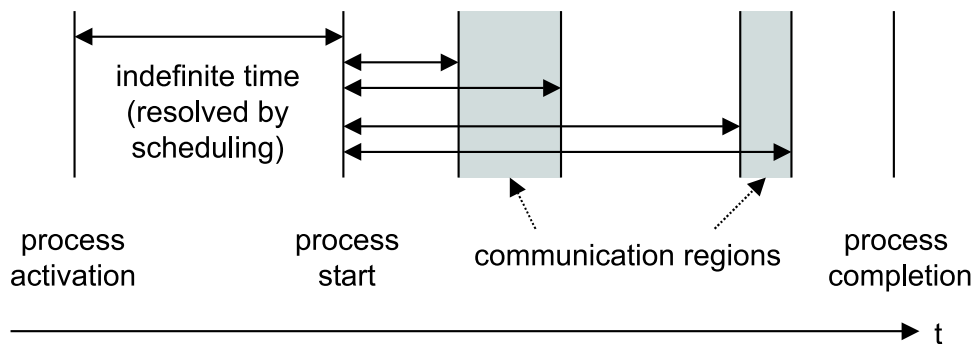 indefinite time
(resolved by
scheduling)
process
activation
process
start
communication regions
process
completion
t